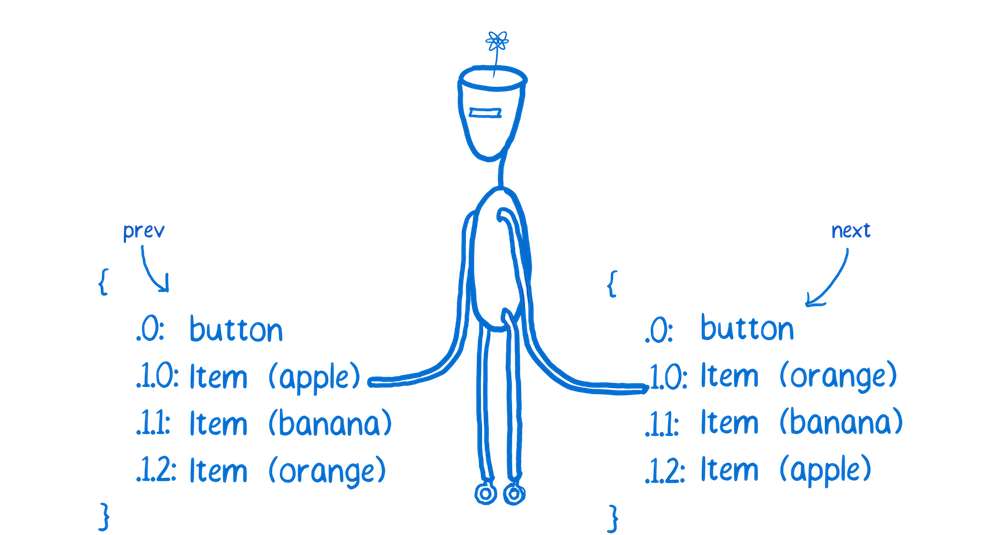 prev
{
.0: button
.1.0: Item (apple)
.1.1: Item (banana)
.1.2: Item (orange)
}
next
{
.0: button
.1.0: Item (orange)
.1.1: Item (banana)
.1.2: Item (apple)
}